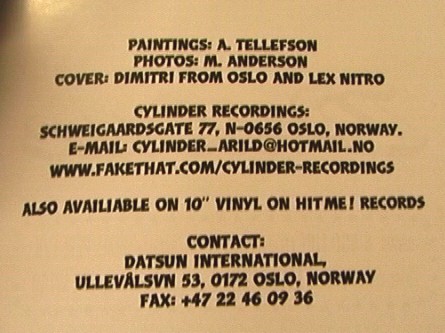 PAINTINGS: A. TELLEFSON
PHOTOS: M. ANDERSON
COVER: DIMITRI FROM OSLO AND LEX NITRO
CYLINDER RECORDINGS:
SCHWEIGAARDSGATE 77, N-0656 OSLO, NORWAY.
E-MAIL: CYLINDER_ARILD@HOTMAIL.NO
WWW.FAKETHAT.COM/CYLINDER-RECORDINGS
ALSO AVAILIABLE ON 10" VINYL ON HIT ME! RECORDS
CONTACT:
DATSUN INTERNATIONAL,
ULLEVÅLSVN 53, 0172 OSLO, NORWAY
FAX: +47 22 46 09 36